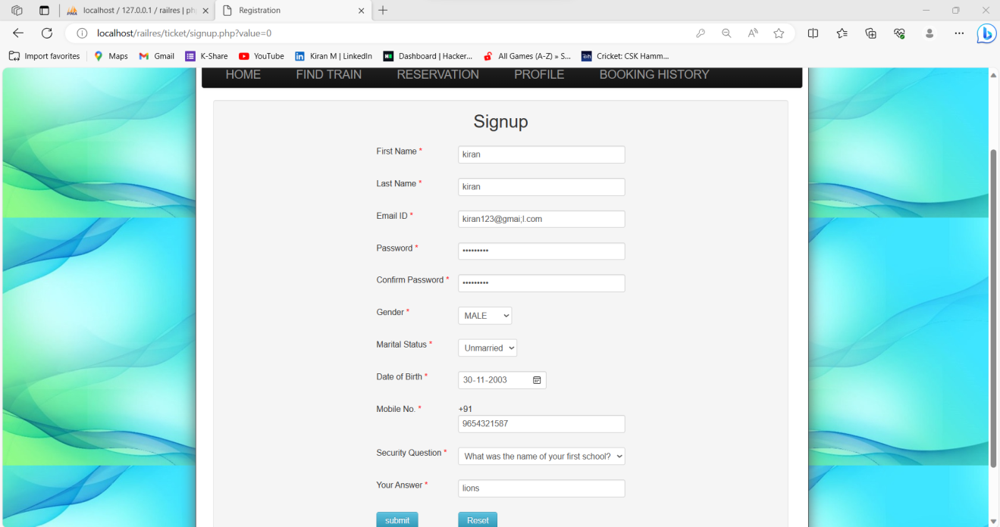 localhost / 127.0.0.1 / railres | ph
Registration
localhost/railres/ticket/signup.php?value=0
Import favorites Maps Gmail K-Share YouTube Kiran M | LinkedIn Dashboard | Hacker... All Games (A-Z) » S... Cricket: CSK Hamm...
HOME FIND TRAIN RESERVATION PROFILE BOOKING HISTORY
Signup
First Name * kiran
Last Name * kiran
Email ID * kiran123@gmai;l.com
Password * •••••••••
Confirm Password * •••••••••
Gender * MALE
Marital Status * Unmarried
Date of Birth * 30-11-2003
Mobile No. * +91
9654321587
Security Question * What was the name of your first school?
Your Answer * lions
submit Reset